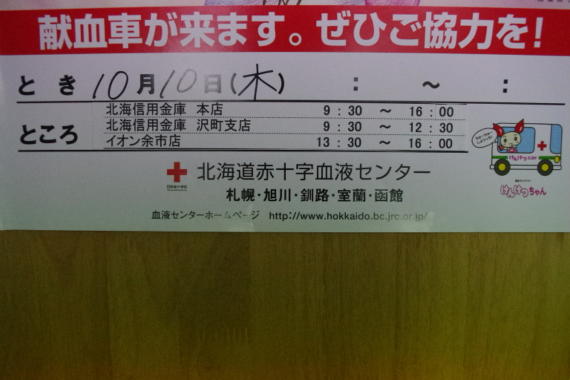 献血車が来ます。ぜひご協力を!
とき 10月10日(木) : ～ :
ところ
北海信用金庫 本店 9:30 ～ 16:00
北海信用金庫 沢町支店 9:30 ～ 12:30
イオン余市店 13:30 ～ 16:00
北海道赤十字血液センター
札幌・旭川・釧路・室蘭・函館
血液センターホームページ http://www.hokkaido.bc.jrc.or.jp/
けんけつちゃん